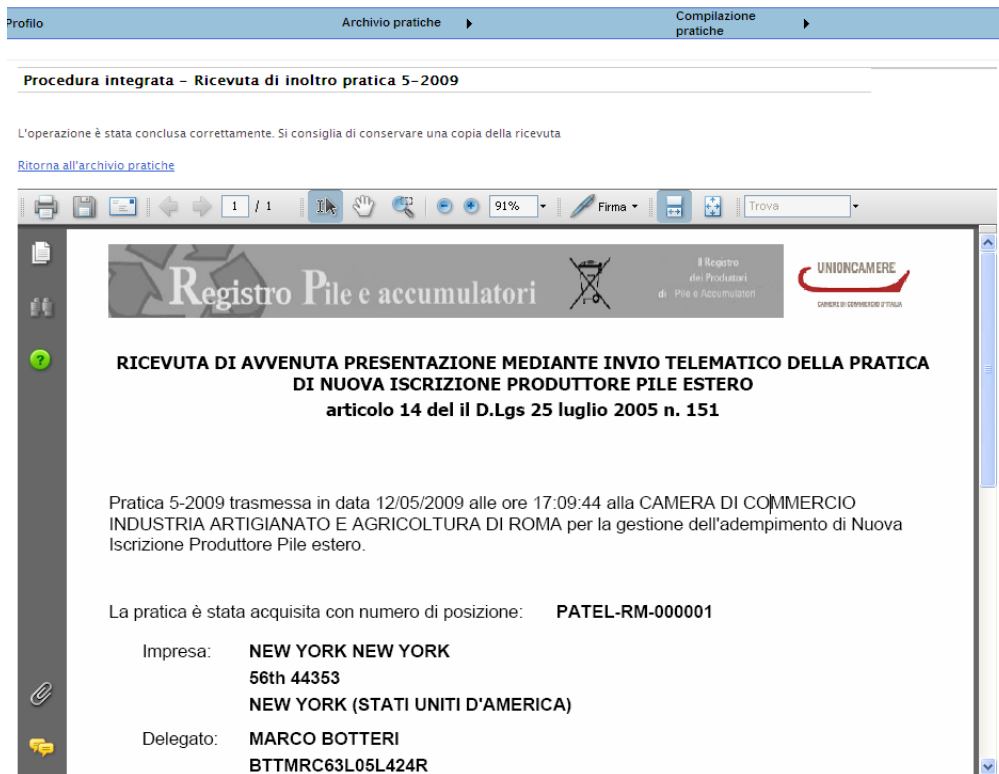 Profilo
Archivio pratiche
Compilazione
pratiche
Procedura integrata – Ricevuta di inoltro pratica 5-2009
L'operazione è stata conclusa correttamente. Si consiglia di conservare una copia della ricevuta
Ritorna all'archivio pratiche
1 / 1
91%
Firma
Trova
Registro Pile e accumulatori
Il Registro
dei Produttori
di Pile e Accumulatori
UNIONCAMERE
CAMERE DI COMMERCIO D'ITALIA
RICEVUTA DI AVVENUTA PRESENTAZIONE MEDIANTE INVIO TELEMATICO DELLA PRATICA
DI NUOVA ISCRIZIONE PRODUTTORE PILE ESTERO
articolo 14 del il D.Lgs 25 luglio 2005 n. 151
Pratica 5-2009 trasmessa in data 12/05/2009 alle ore 17:09:44 alla CAMERA DI COMMERCIO
INDUSTRIA ARTIGIANATO E AGRICOLTURA DI ROMA per la gestione dell'adempimento di Nuova
Iscrizione Produttore Pile estero.
La pratica è stata acquisita con numero di posizione: PATEL-RM-000001
Impresa: NEW YORK NEW YORK
56th 44353
NEW YORK (STATI UNITI D'AMERICA)
Delegato: MARCO BOTTERI
BTTMRC63L05L424R